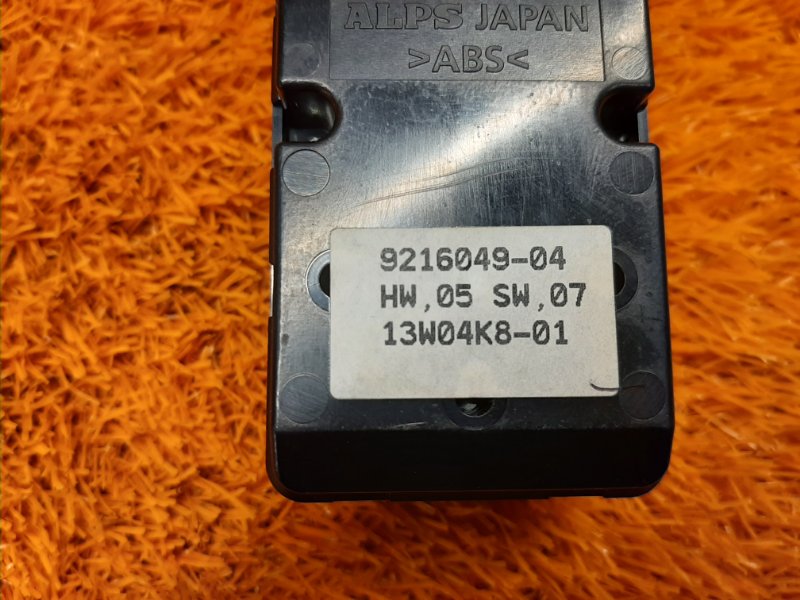 ALPS JAPAN
>ABS<
9216049-04
HW,05 SW,07
13W04K8-01